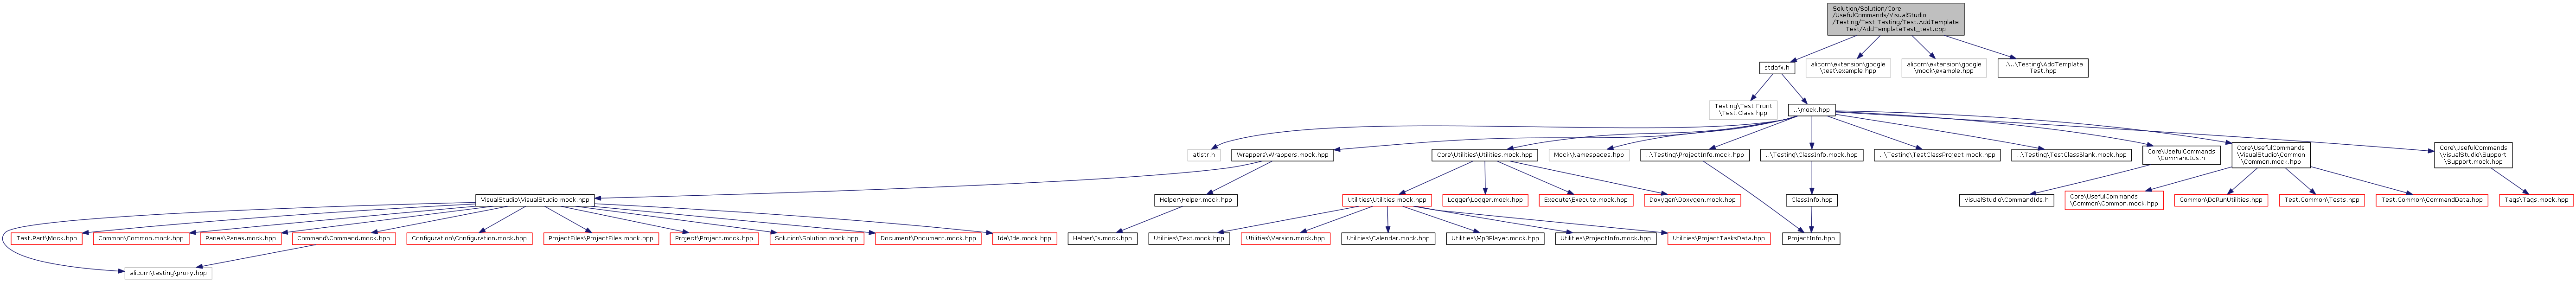 Solution/Solution/Core
/UsefulCommands/VisualStudio
/Testing/Test.Testing/Test.AddTemplate
Test/AddTemplateTest_test.cpp
stdafx.h
alicorn\extension\google
\test\example.hpp
alicorn\extension\google
\mock\example.hpp
..\..\Testing\AddTemplate
Test.hpp
Testing\Test.Front
\Test.Class.hpp
..\mock.hpp
atlstr.h
Wrappers\Wrappers.mock.hpp
Core\Utilities\Utilities.mock.hpp
Mock\Namespaces.hpp
..\Testing\ProjectInfo.mock.hpp
..\Testing\ClassInfo.mock.hpp
..\Testing\TestClassProject.mock.hpp
..\Testing\TestClassBlank.mock.hpp
Core\UsefulCommands
\CommandIds.h
Core\UsefulCommands
\VisualStudio\Common
\Common.mock.hpp
Core\UsefulCommands
\VisualStudio\Support
\Support.mock.hpp
VisualStudio\VisualStudio.mock.hpp
Helper\Helper.mock.hpp
Utilities\Utilities.mock.hpp
Logger\Logger.mock.hpp
Execute\Execute.mock.hpp
Doxygen\Doxygen.mock.hpp
ClassInfo.hpp
VisualStudio\CommandIds.h
Core\UsefulCommands
\Common\Common.mock.hpp
Common\DoRunUtilities.hpp
Test.Common\Tests.hpp
Test.Common\CommandData.hpp
Tags\Tags.mock.hpp
Test.Part\Mock.hpp
Common\Common.mock.hpp
Panes\Panes.mock.hpp
Command\Command.mock.hpp
Configuration\Configuration.mock.hpp
ProjectFiles\ProjectFiles.mock.hpp
Project\Project.mock.hpp
Solution\Solution.mock.hpp
Document\Document.mock.hpp
Ide\Ide.mock.hpp
Helper\Is.mock.hpp
Utilities\Text.mock.hpp
Utilities\Version.mock.hpp
Utilities\Calendar.mock.hpp
Utilities\Mp3Player.mock.hpp
Utilities\ProjectInfo.mock.hpp
Utilities\ProjectTasksData.hpp
ProjectInfo.hpp
alicorn\testing\proxy.hpp